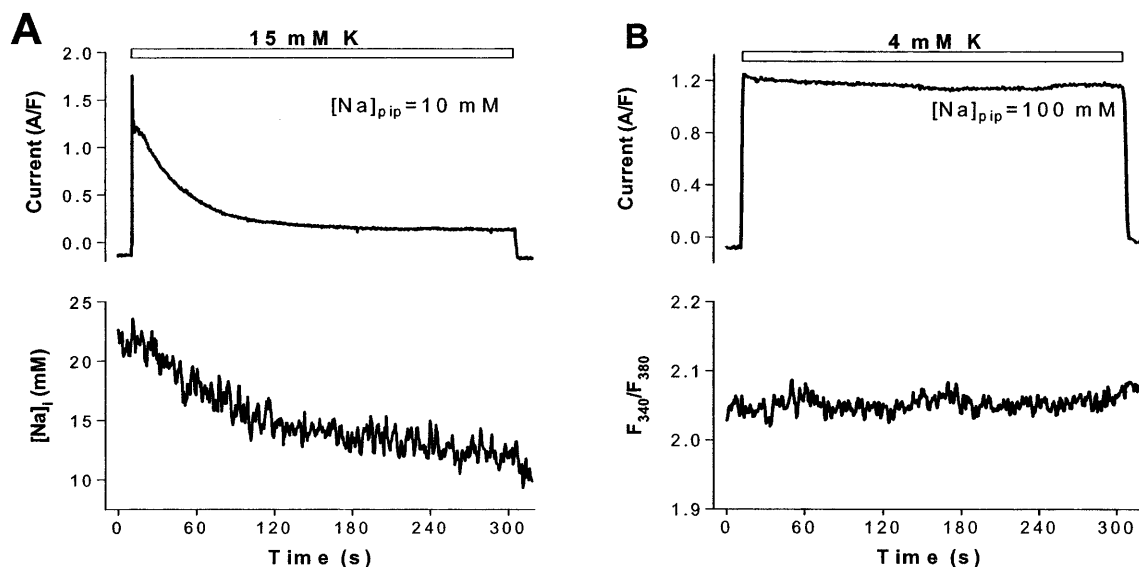 A
15 mM K
2.0
1.5
1.0
0.5
0.0
Current (A/F)
[Na]pip=10 mM
25
20
15
10
[Na]i (mM)
0 60 120 180 240 300
Time (s)
B
4 mM K
1.2
0.8
0.4
0.0
Current (A/F)
[Na]pip=100 mM
2.2
2.1
2.0
1.9
F340/F380
0 60 120 180 240 300
Time (s)